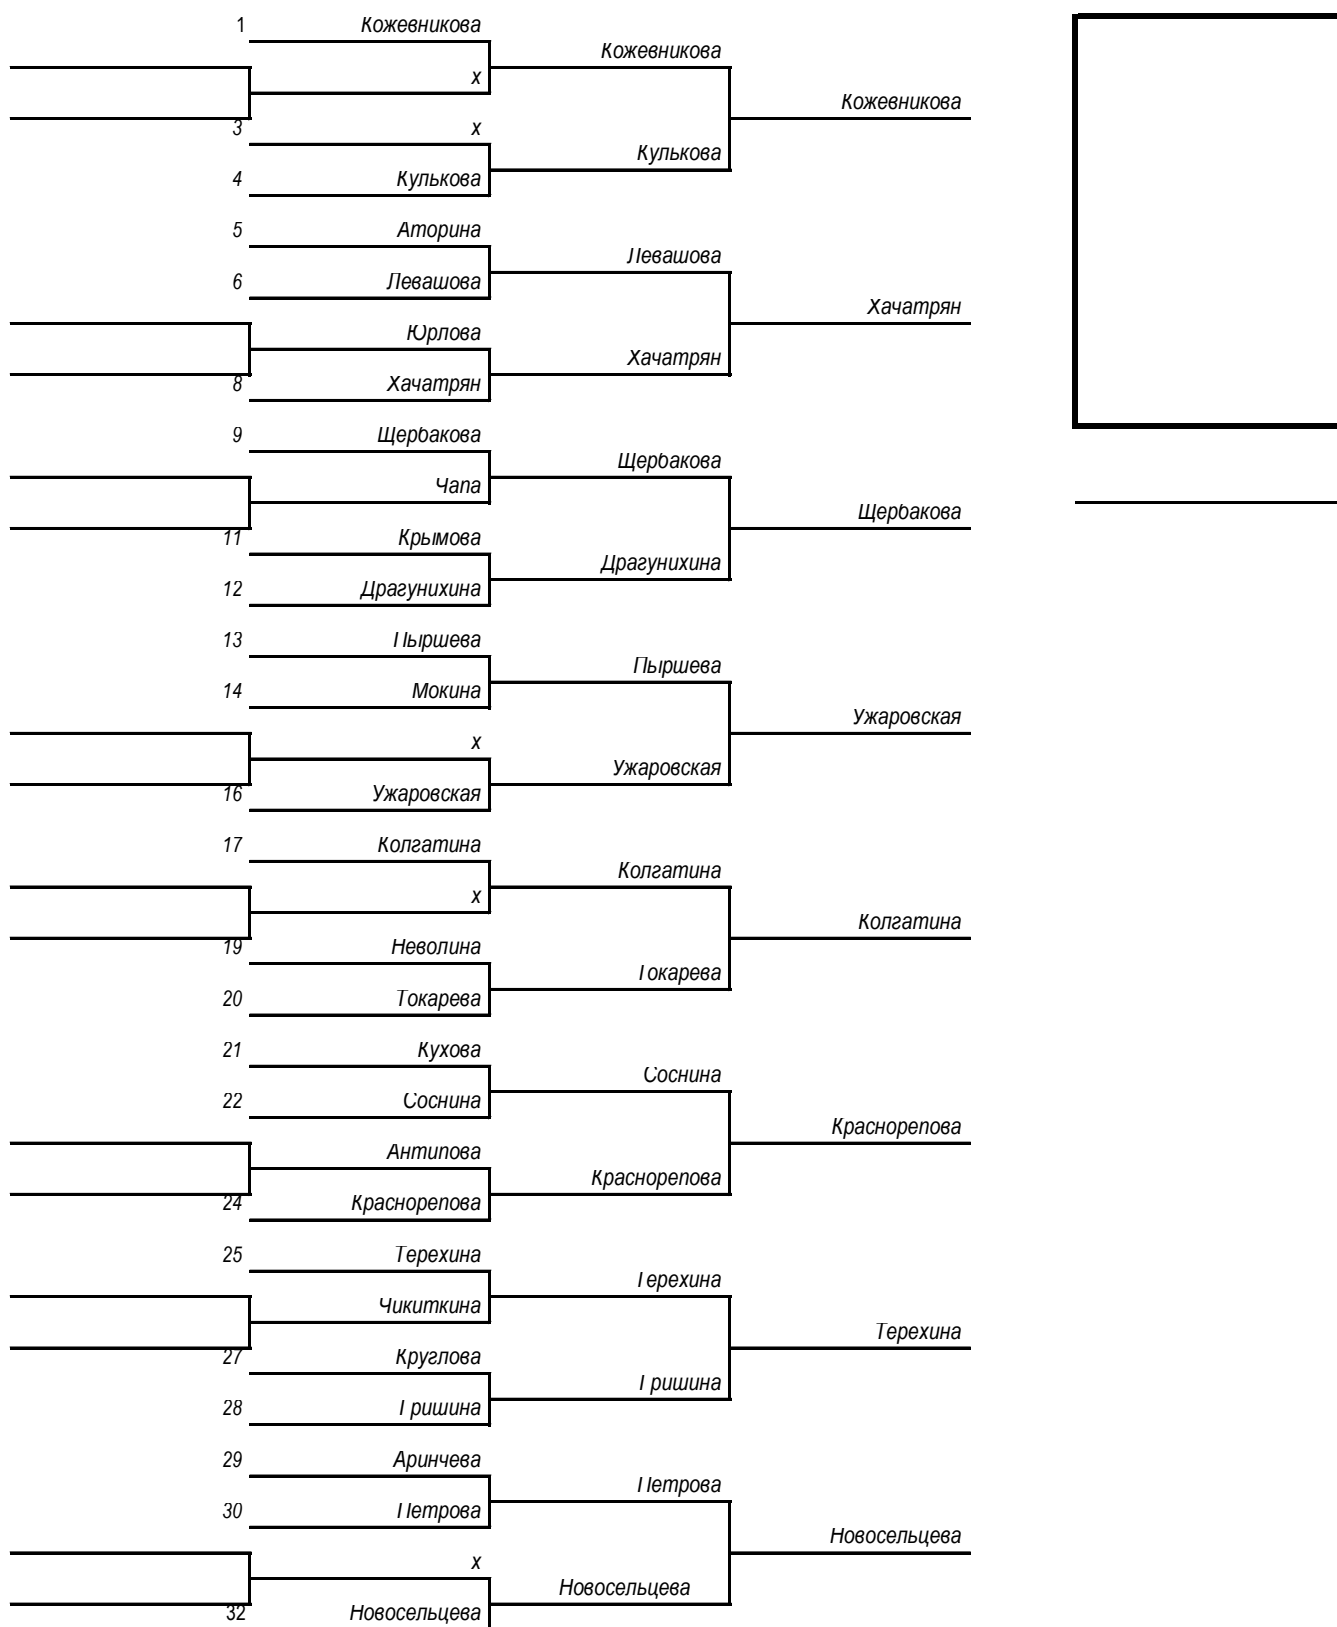 1 Кожевникова
Кожевникова
x
Кожевникова
3 x
Кулькова
4 Кулькова
5 Аторина
Левашова
6 Левашова
Хачатрян
Юрлова
Хачатрян
8 Хачатрян
9 Щербакова
Щербакова
Чапа
Щербакова
11 Крымова
Драгунихина
12 Драгунихина
13 Пыршева
Пыршева
14 Мокина
Ужаровская
x
Ужаровская
16 Ужаровская
17 Колгатина
Колгатина
x
Колгатина
19 Неволина
Токарева
20 Токарева
21 Кухова
Соснина
22 Соснина
Краснорепова
Антипова
Краснорепова
24 Краснорепова
25 Терехина
Терехина
Чикиткина
Терехина
27 Круглова
Гришина
28 Гришина
29 Аринчева
Петрова
30 Петрова
Новосельцева
x
Новосельцева
32 Новосельцева